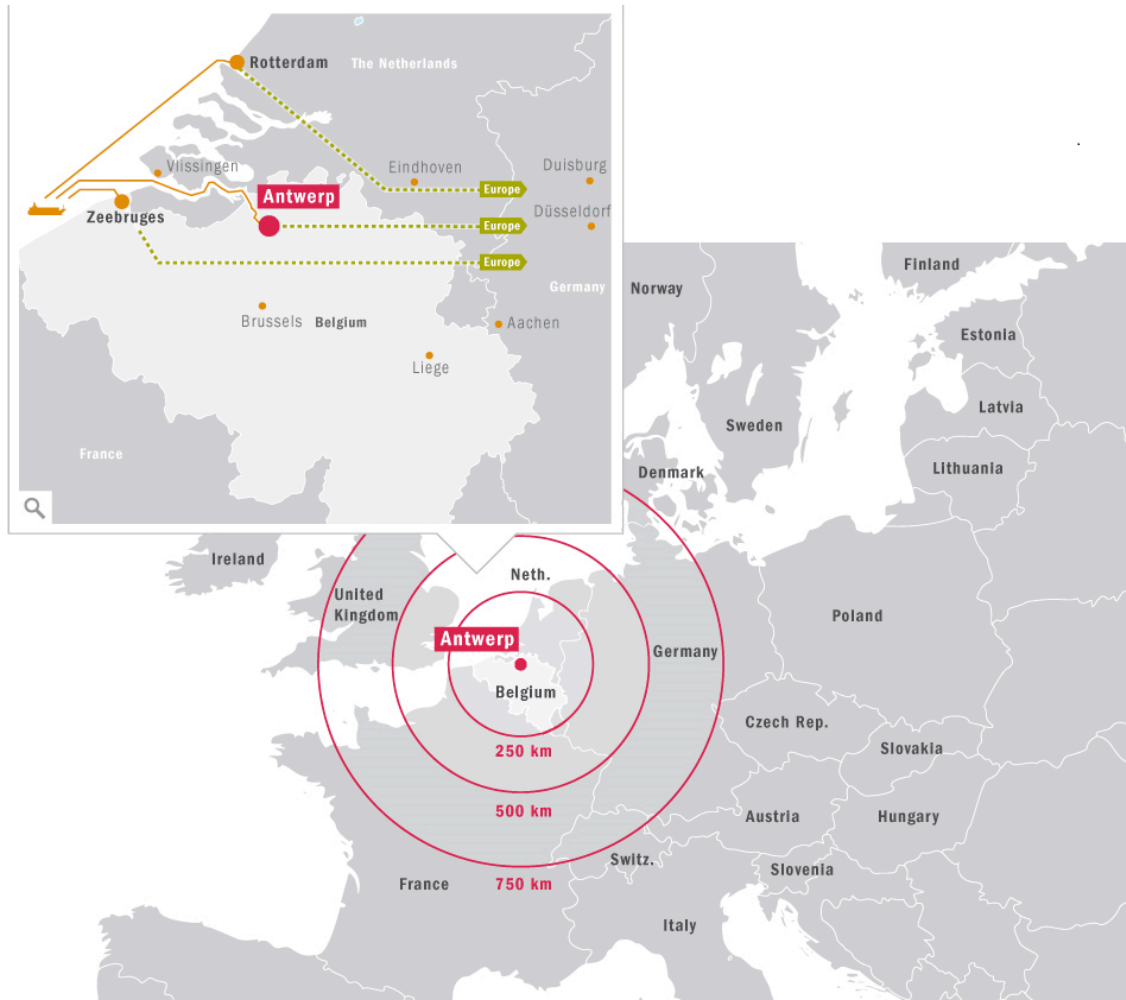 Rotterdam
The Netherlands
Vlissingen
Eindhoven
Duisburg
Europe
Antwerp
Zeebruges
Düsseldorf
Europe
Europe
Germany
Brussels
Belgium
Aachen
Liege
France
Norway
Finland
Estonia
Latvia
Sweden
Denmark
Lithuania
Ireland
Neth.
United
Kingdom
Poland
Antwerp
Germany
Belgium
Czech Rep.
250 km
Slovakia
500 km
Austria
Hungary
Switz.
Slovenia
750 km
France
Italy